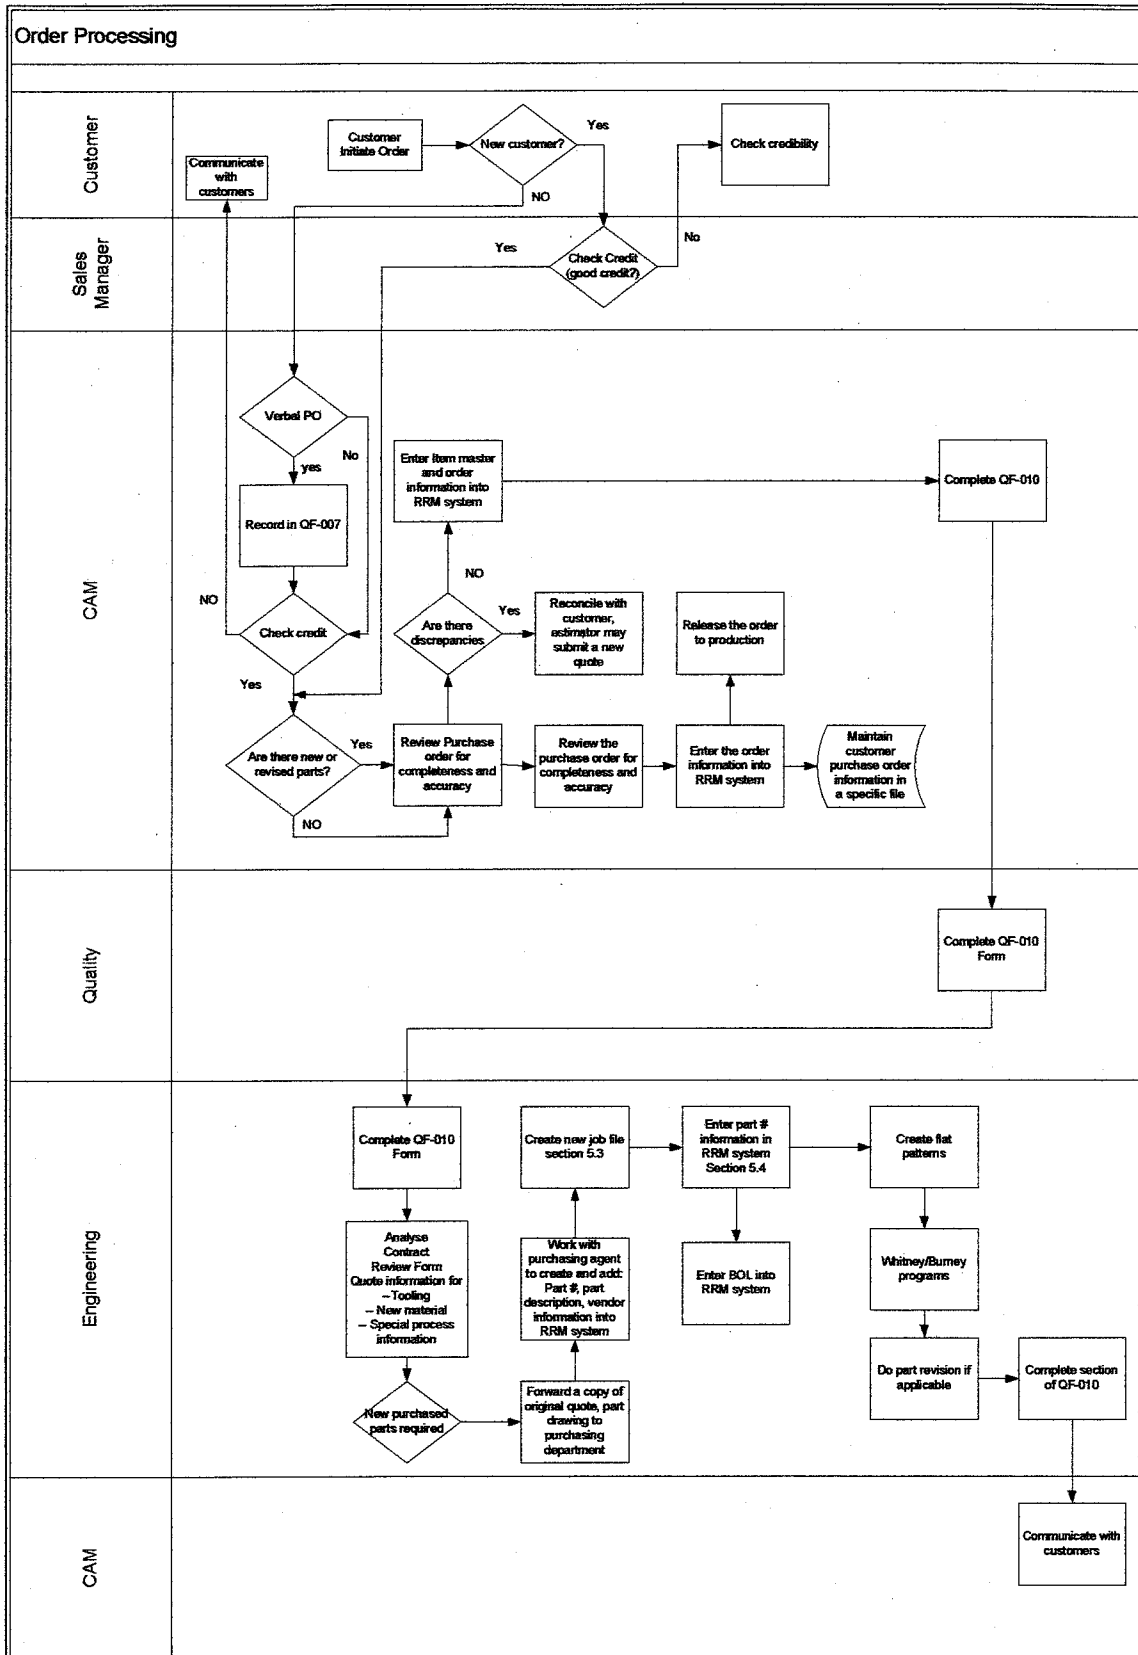 Order Processing
Customer
Customer
Initiate Order
New customer?
Yes
NO
Check credibility
Communicate
with
customers
Sales
Manager
Yes
Check Credit
(good credit?)
No
CAM
Verbal PO
No
yes
Record in QF-007
NO
Check credit
Yes
Are there new or
revised parts?
Yes
NO
Enter Item master
and order
information into
RRM system
NO
Are there
discrepancies
Yes
Reconcile with
customer,
estimator may
submit a new
quote
Review Purchase
order for
completeness and
accuracy
Review the
purchase order for
completeness and
accuracy
Release the order
to production
Enter the order
information into
RRM system
Maintain
customer
purchase order
information in
a specific file
Complete QF-010
Quality
Complete QF-010
Form
Engineering
Complete QF-010
Form
Analyse
Contract
Review Form
Quote information for
-- Tooling
-- New material
-- Special process
information
New purchased
parts required
Forward a copy of
original quote, part
drawing to
purchasing
department
Work with
purchasing agent
to create and add:
Part #, part
description, vendor
information into
RRM system
Create new job file
section 5.3
Enter part #
information in
RRM system
Section 5.4
Enter BOL into
RRM system
Create flat
patterns
Whitney/Burney
programs
Do part revision if
applicable
Complete section
of QF-010
CAM
Communicate with
customers